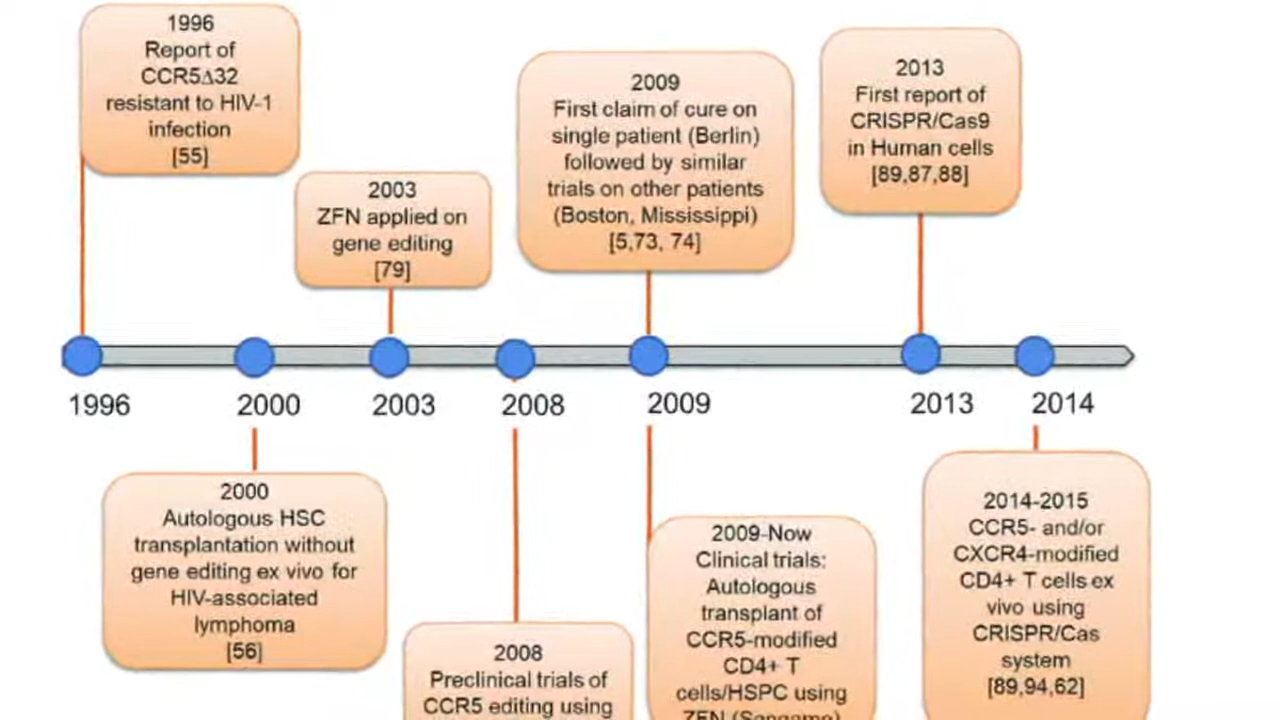 1996
Report of
CCR5Δ32
resistant to HIV-1
infection
[55]
2003
ZFN applied on
gene editing
[79]
2009
First claim of cure on
single patient (Berlin)
followed by similar
trials on other patients
(Boston, Mississippi)
[5,73, 74]
2013
First report of
CRISPR/Cas9
in Human cells
[89,87,88]
1996
2000
2003
2008
2009
2013
2014
2000
Autologous HSC
transplantation without
gene editing ex vivo for
HIV-associated
lymphoma
[56]
2008
Preclinical trials of
CCR5 editing using
2009-Now
Clinical trials:
Autologous
transplant of
CCR5-modified
CD4+ T
cells/HSPC using
ZFN (Sangamo)
2014-2015
CCR5- and/or
CXCR4-modified
CD4+ T cells ex
vivo using
CRISPR/Cas
system
[89,94,62]